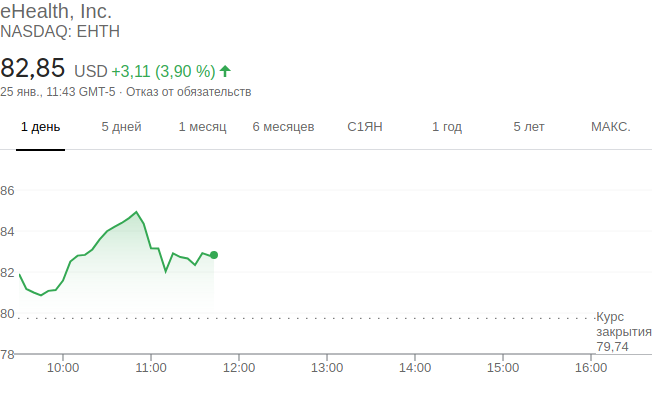 eHealth, Inc.
NASDAQ: EHTH
82,85 USD +3,11 (3,90 %)
25 янв., 11:43 GMT-5 · Отказ от обязательств
1 день 5 дней 1 месяц 6 месяцев С1ЯН 1 год 5 лет МАКС.
86
84
82
80
Курс
закрытия
79,74
78
10:00 11:00 12:00 13:00 14:00 15:00 16:00